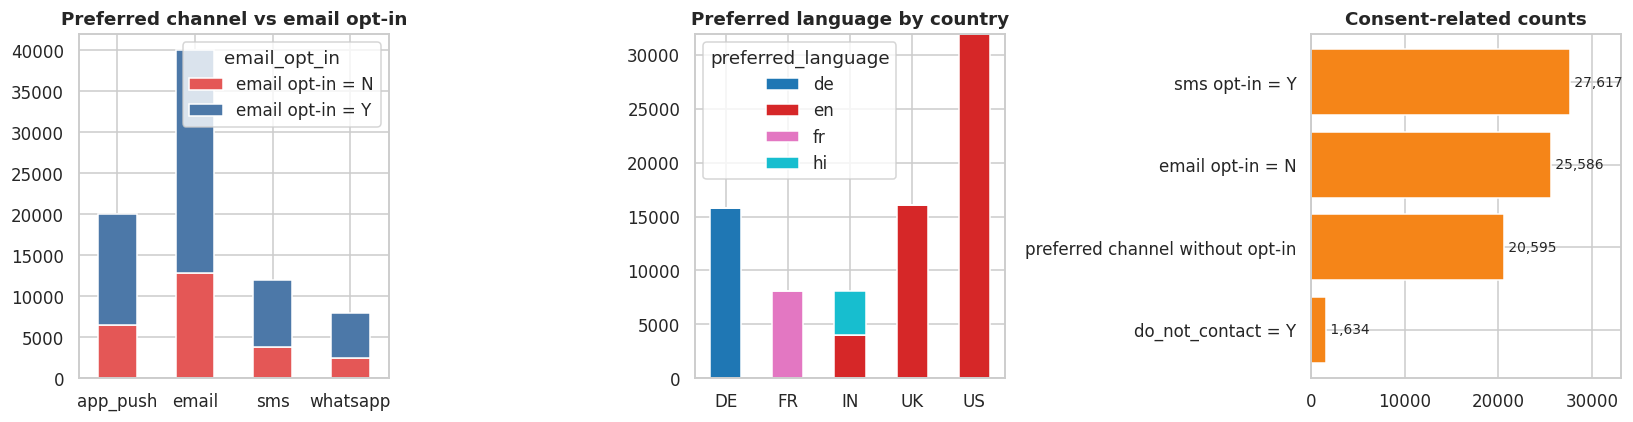 Preferred channel vs email opt-in
email_opt_in
email opt-in = N
email opt-in = Y
40000
35000
30000
25000
20000
15000
10000
5000
0
app_push
email
sms
whatsapp
Preferred language by country
preferred_language
de
en
fr
hi
30000
25000
20000
15000
10000
5000
0
DE
FR
IN
UK
US
Consent-related counts
sms opt-in = Y
27,617
email opt-in = N
25,586
preferred channel without opt-in
20,595
do_not_contact = Y
1,634
0
10000
20000
30000